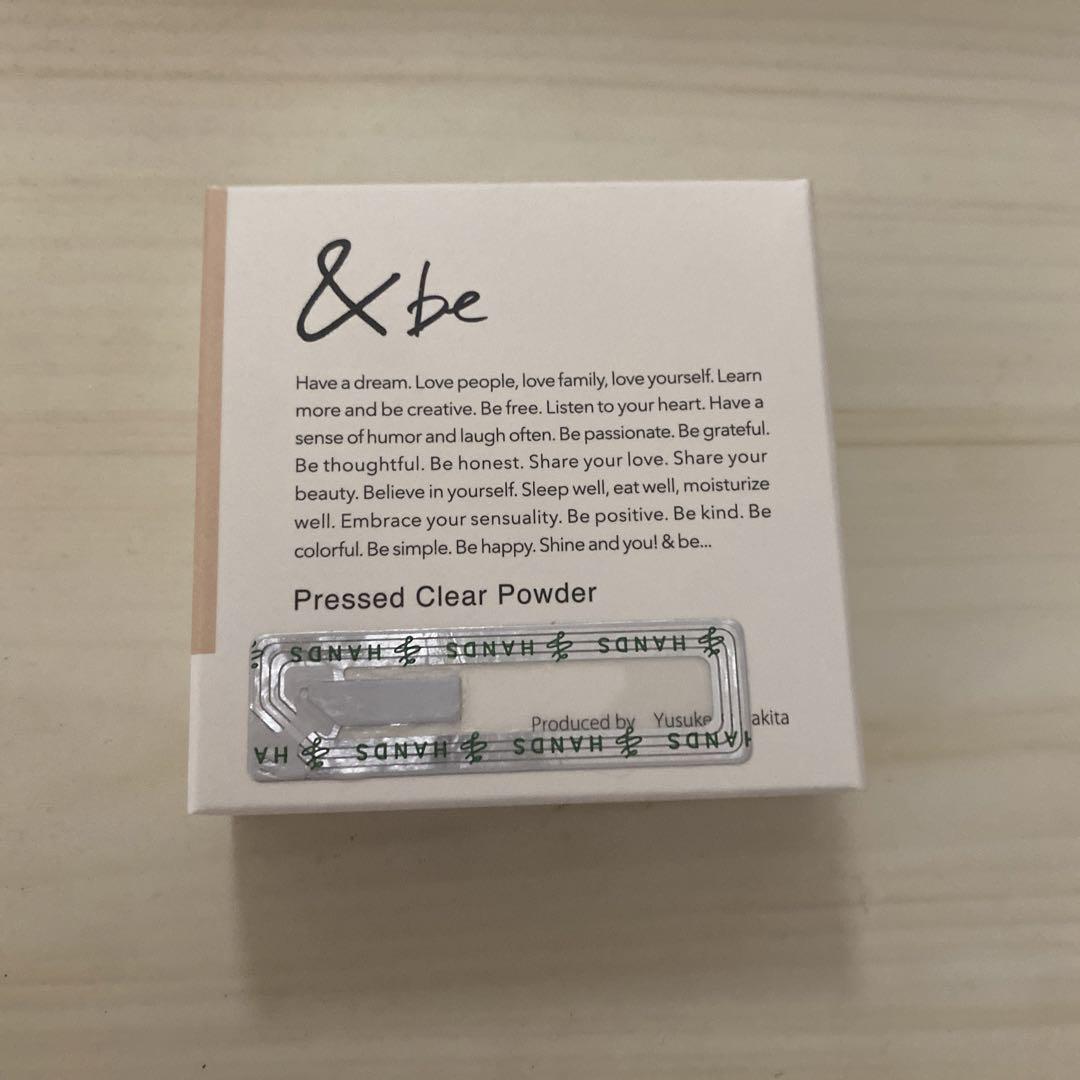 & be
Have a dream. Love people, love family, love yourself. Learn
more and be creative. Be free. Listen to your heart. Have a
sense of humor and laugh often. Be passionate. Be grateful.
Be thoughtful. Be honest. Share your love. Share your
beauty. Believe in yourself. Sleep well, eat well, moisturize
well. Embrace your sensuality. Be positive. Be kind. Be
colorful. Be simple. Be happy. Shine and you! & be...
Pressed Clear Powder
HANDS HANDS HANDS
Produced by Yusuke akita
HA HANDS HANDS HANDS